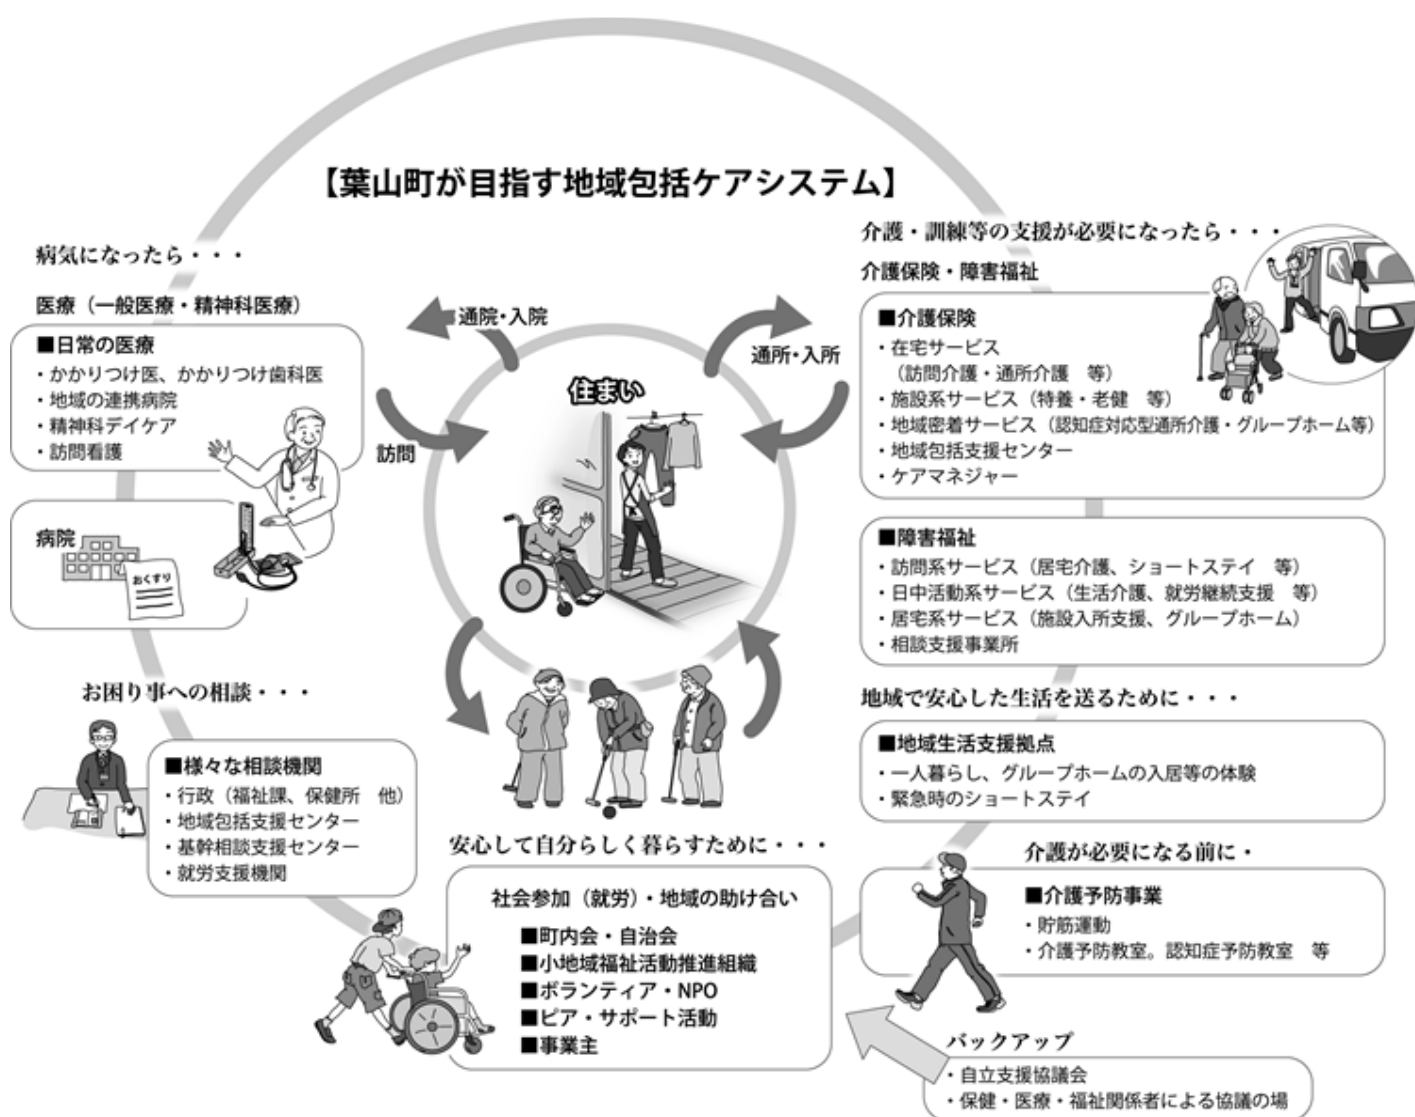 【葉山町が目指す地域包括ケアシステム】
病気になったら・・・
医療（一般医療・精神科医療）
■日常の医療
・かかりつけ医、かかりつけ歯科医
・地域の連携病院
・精神科デイケア
・訪問看護
病院
おくすり
通院・入院
訪問
住まい
通所・入所
介護・訓練等の支援が必要になったら・・・
介護保険・障害福祉
■介護保険
・在宅サービス
（訪問介護・通所介護　等）
・施設系サービス（特養・老健　等）
・地域密着サービス（認知症対応型通所介護・グループホーム等）
・地域包括支援センター
・ケアマネジャー
■障害福祉
・訪問系サービス（居宅介護、ショートステイ　等）
・日中活動系サービス（生活介護、就労継続支援　等）
・居宅系サービス（施設入所支援、グループホーム）
・相談支援事業所
お困り事への相談・・・
■様々な相談機関
・行政（福祉課、保健所　他）
・地域包括支援センター
・基幹相談支援センター
・就労支援機関
安心して自分らしく暮らすために・・・
社会参加（就労）・地域の助け合い
■町内会・自治会
■小地域福祉活動推進組織
■ボランティア・NPO
■ピア・サポート活動
■事業主
地域で安心した生活を送るために・・・
■地域生活支援拠点
・一人暮らし、グループホームの入居等の体験
・緊急時のショートステイ
介護が必要になる前に・
■介護予防事業
・貯筋運動
・介護予防教室。認知症予防教室　等
バックアップ
・自立支援協議会
・保健・医療・福祉関係者による協議の場